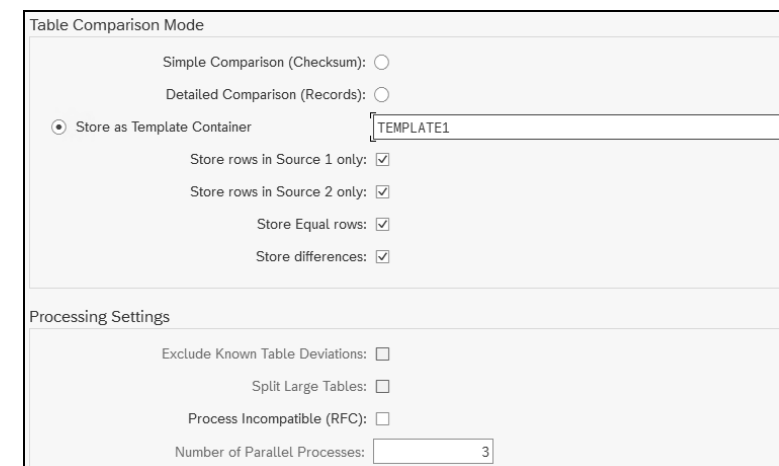 Table Comparison Mode
Simple Comparison (Checksum):
Detailed Comparison (Records):
Store as Template Container TEMPLATE1
Store rows in Source 1 only:
Store rows in Source 2 only:
Store Equal rows:
Store differences:
Processing Settings
Exclude Known Table Deviations:
Split Large Tables:
Process Incompatible (RFC):
Number of Parallel Processes: 3